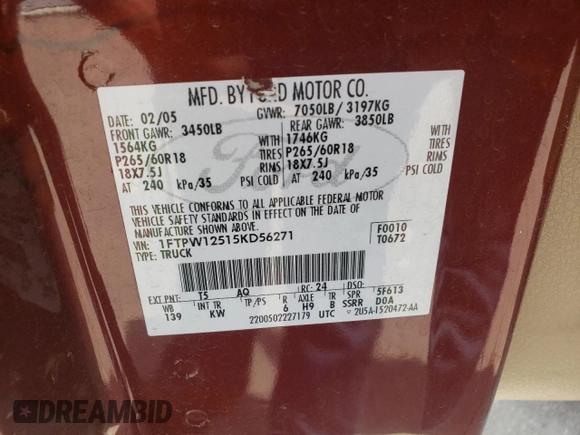 MFD. BY FORD MOTOR CO.
DATE: 02/05 GVWR: 7050LB/ 3197KG
FRONT GAWR: 3450LB REAR GAWR: 3850LB
1564KG 1746KG WITH
P265/60R18 WITH P265/60R18 TIRES
18X7.5J TIRES 18X7.5J RIMS
AT 240 kPa/35 RIMS AT 240 kPa/35 PSI COLD
PSI COLD
THIS VEHICLE CONFORMS TO ALL APPLICABLE FEDERAL MOTOR
VEHICLE SAFETY STANDARDS IN EFFECT ON THE DATE OF
MANUFACTURE SHOWN ABOVE.
VIN: 1FTPW12515KD56271 F0010
TYPE: TRUCK T0672
EXT PNT: T5 AQ RC: 24 DSO:
WB INT TR TP/PS R AXLE TR SPR 5F613
139 KW 6 H9 B SSRR D0A
2200502227179 UTC 2U5A-1520472-AA
Ford
DREAMBID